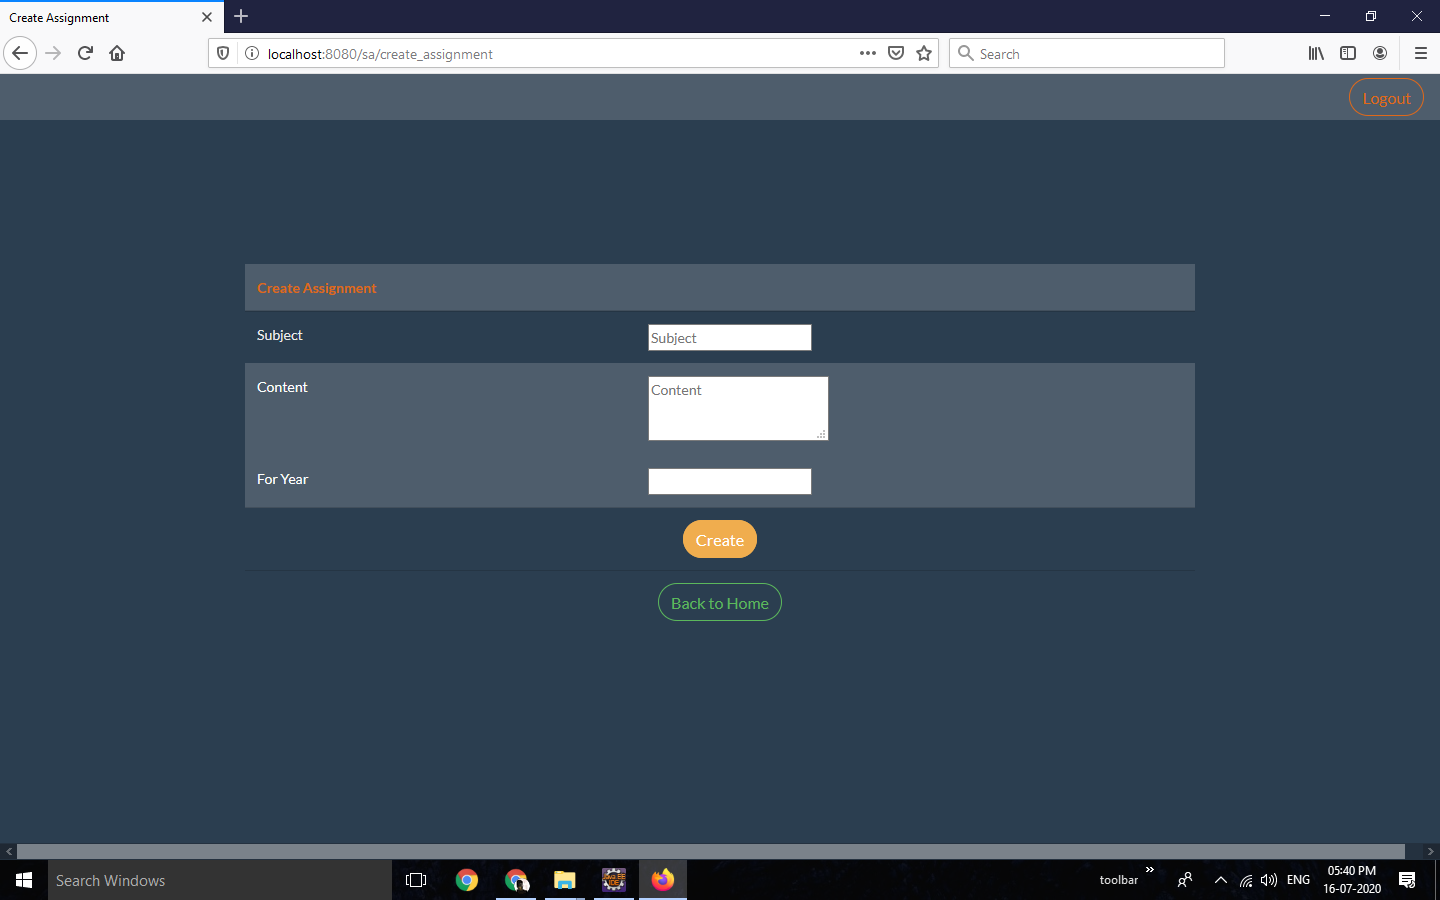 Create Assignment
localhost:8080/sa/create_assignment
Search
Logout
Create Assignment
Subject
Subject
Content
Content
For Year
Create
Back to Home
Search Windows
toolbar
ENG
05:40 PM
16-07-2020